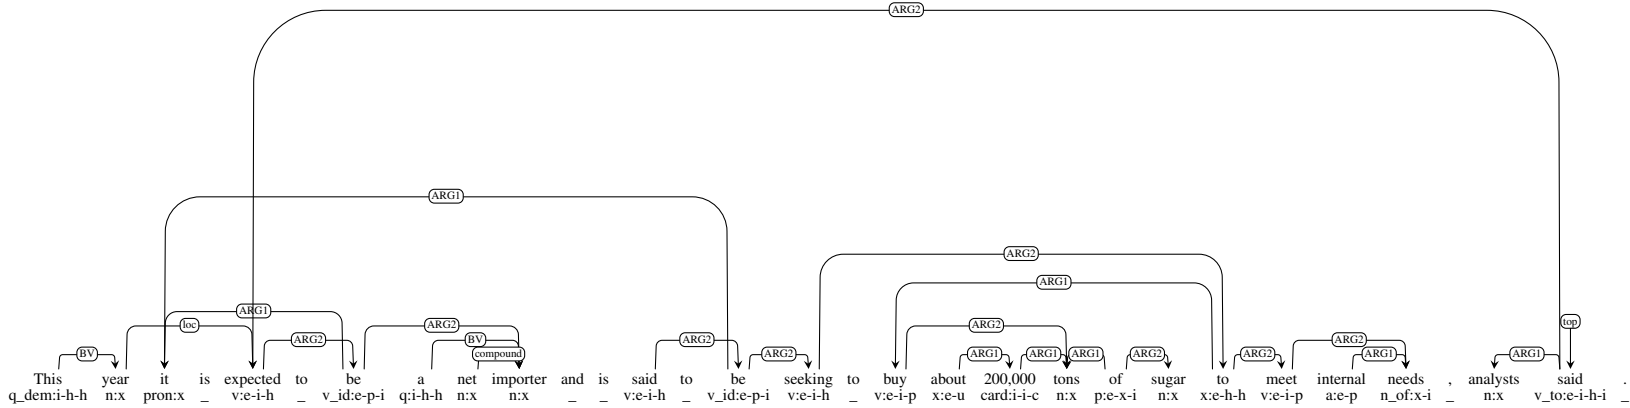 ARG2
ARG1
ARG2
ARG1
ARG1
loc ARG2 ARG2 top
BV ARG2 ARG2 ARG2
BV compound ARG2 ARG1 ARG1 ARG1 ARG2 ARG2 ARG1 ARG1
This year it is expected to be a net importer and is said to be seeking to buy about 200,000 tons of sugar to meet internal needs , analysts said .
q_dem:i-h-h n:x pron:x _ v:e-i-h _ v_id:e-p-i q:i-h-h n:x n:x _ _ v:e-i-h _ v_id:e-p-i v:e-i-h _ v:e-i-p x:e-u card:i-i-c n:x p:e-x-i n:x x:e-h-h v:e-i-p a:e-p n_of:x-i _ n:x v_to:e-i-h-i _